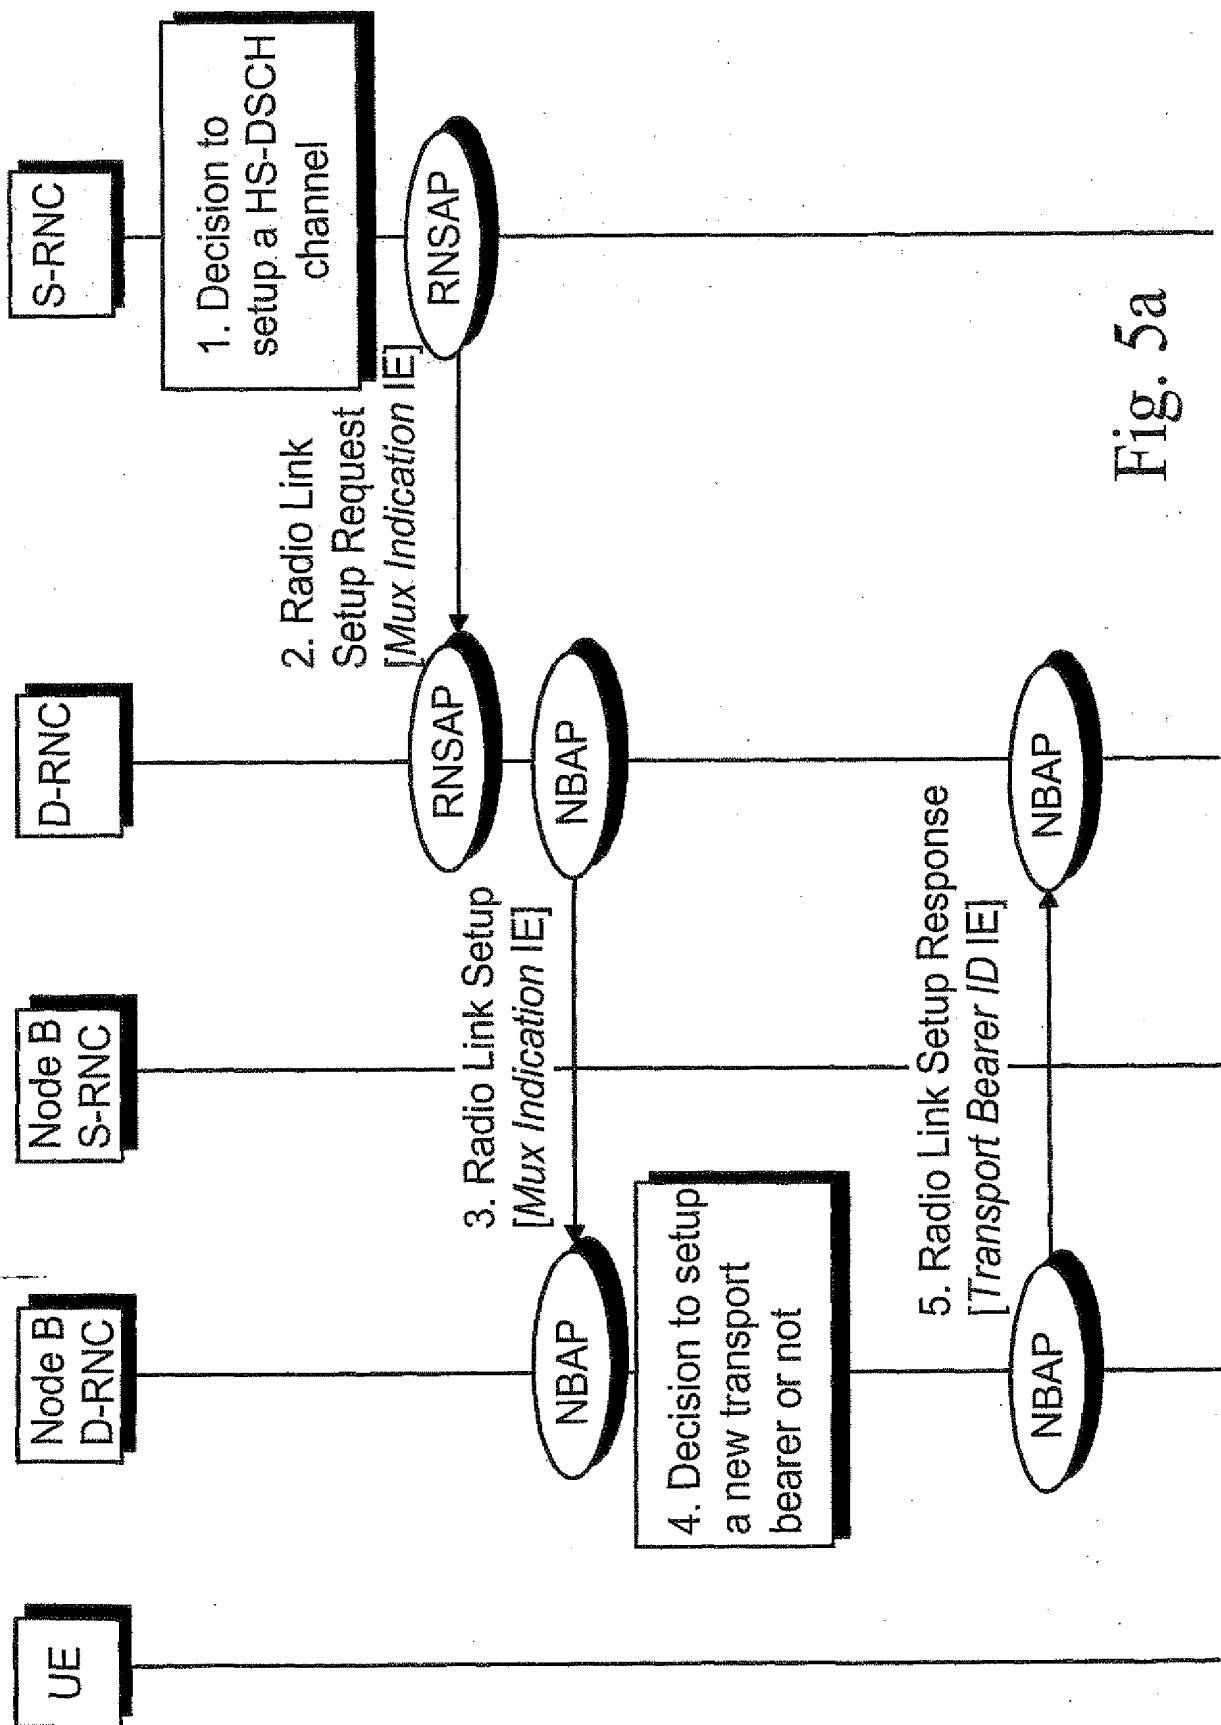 UE
Node B
D-RNC
Node B
S-RNC
D-RNC
S-RNC
1. Decision to
setup a HS-DSCH
channel
2. Radio Link
Setup Request
[Mux Indication IE]
RNSAP
RNSAP
3. Radio Link Setup
[Mux Indication IE]
NBAP
NBAP
4. Decision to setup
a new transport
bearer or not
5. Radio Link Setup Response
[Transport Bearer ID IE]
NBAP
NBAP
Fig. 5a